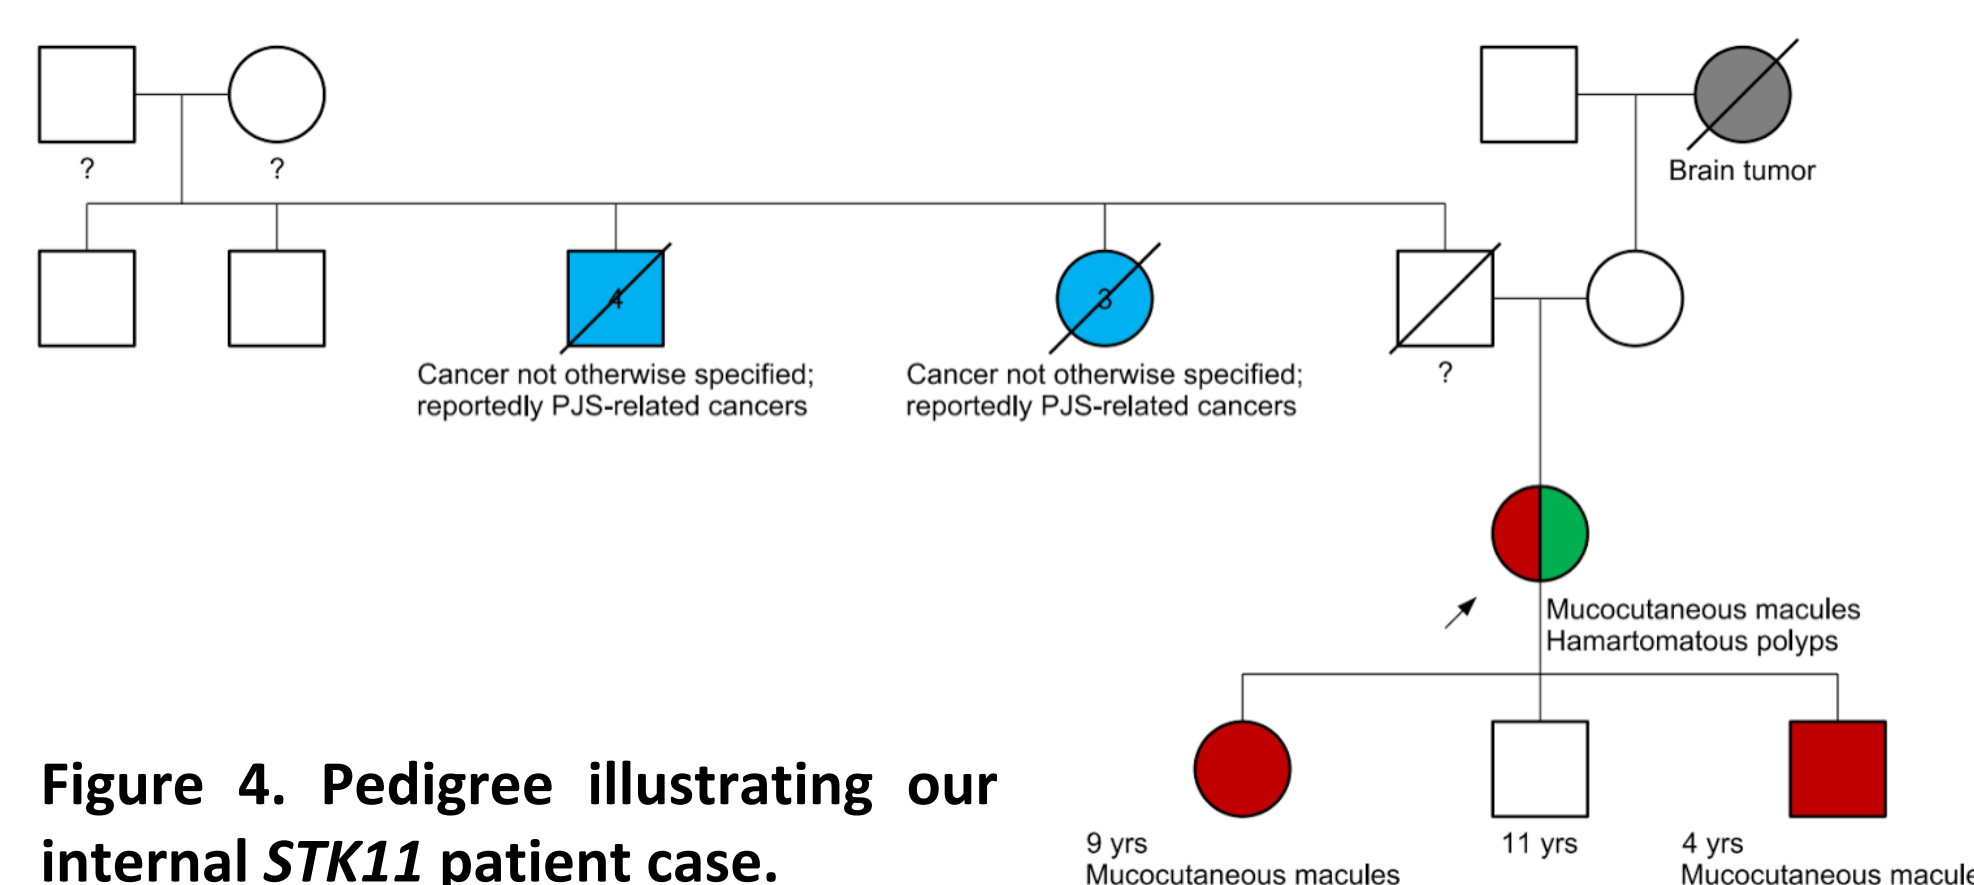 ?
?
Brain tumor
4
3
Cancer not otherwise specified;
reportedly PJS-related cancers
Cancer not otherwise specified;
reportedly PJS-related cancers
?
Mucocutaneous macules
Hamartomatous polyps
9 yrs
Mucocutaneous macules
11 yrs
4 yrs
Mucocutaneous macule
Figure 4. Pedigree illustrating our
internal STK11 patient case.